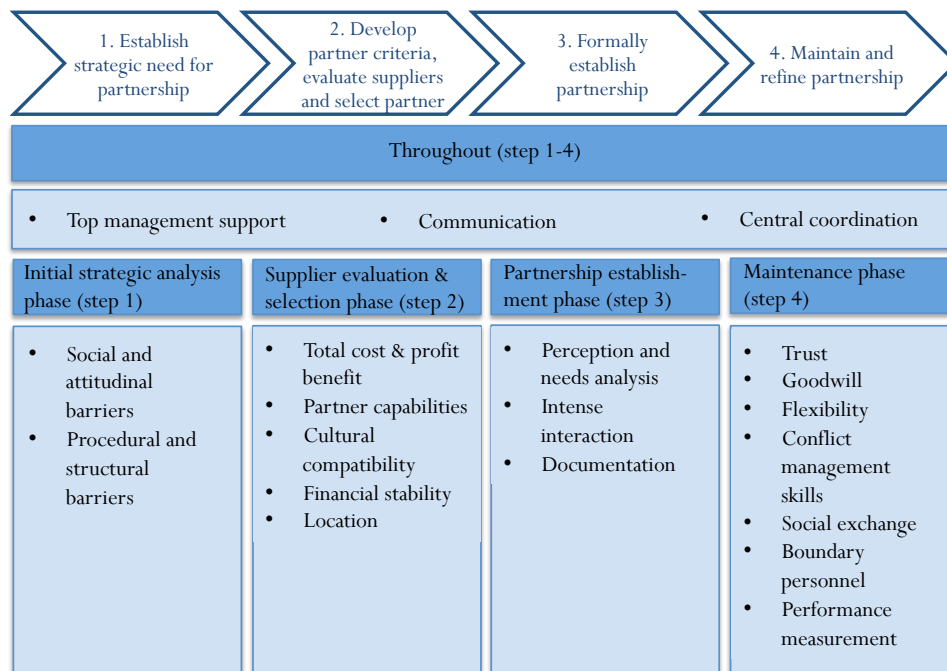 1. Establish
strategic need for
partnership
2. Develop
partner criteria,
evaluate suppliers
and select partner
3. Formally
establish
partnership
4. Maintain and
refine partnership
Throughout (step 1-4)
• Top management support
• Communication
• Central coordination
Initial strategic analysis
phase (step 1)
• Social and
attitudinal
barriers
• Procedural and
structural
barriers
Supplier evaluation &
selection phase (step 2)
• Total cost & profit
benefit
• Partner capabilities
• Cultural
compatibility
• Financial stability
• Location
Partnership establish-
ment phase (step 3)
• Perception and
needs analysis
• Intense
interaction
• Documentation
Maintenance phase
(step 4)
• Trust
• Goodwill
• Flexibility
• Conflict
management
skills
• Social exchange
• Boundary
personnel
• Performance
measurement